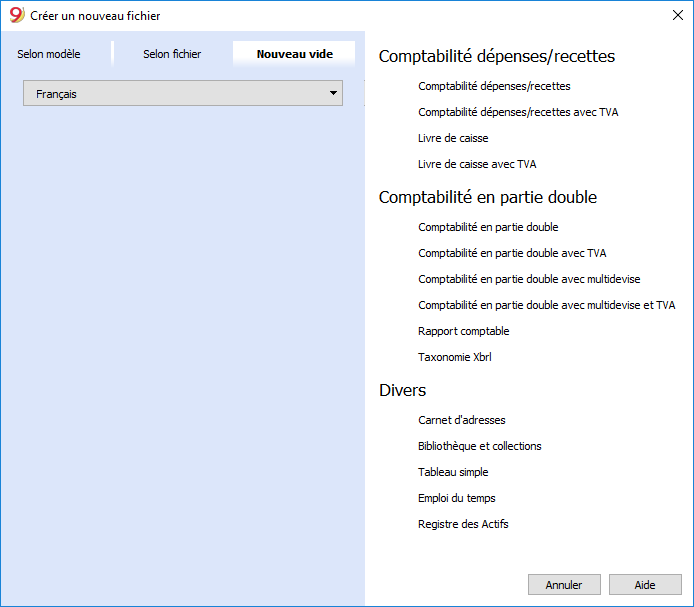 Créer un nouveau fichier
Selon modèle
Selon fichier
Nouveau vide
Français
Comptabilité dépenses/recettes
Comptabilité dépenses/recettes
Comptabilité dépenses/recettes avec TVA
Livre de caisse
Livre de caisse avec TVA
Comptabilité en partie double
Comptabilité en partie double
Comptabilité en partie double avec TVA
Comptabilité en partie double avec multidevise
Comptabilité en partie double avec multidevise et TVA
Rapport comptable
Taxonomie Xbrl
Divers
Carnet d'adresses
Bibliothèque et collections
Tableau simple
Emploi du temps
Registre des Actifs
Annuler
Aide